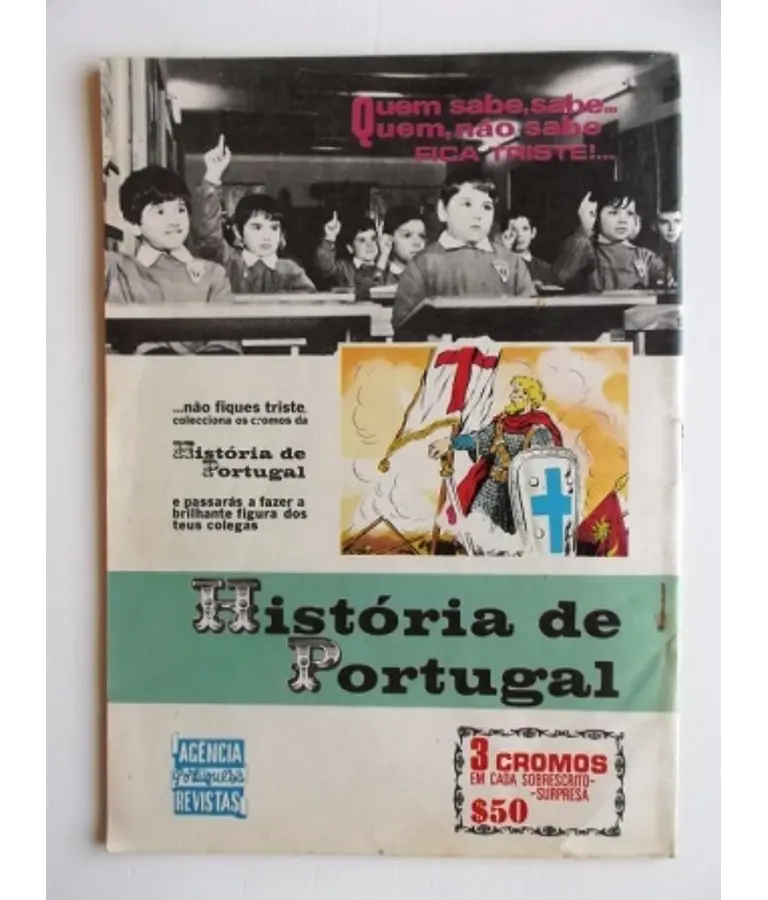 Quem sabe, sabe...
Quem, não sabe
FICA TRISTE!...
...não fiques triste,
colecciona os cromos da
História de
Portugal
e passarás a fazer a
brilhante figura dos
teus colegas
História de
Portugal
AGÊNCIA
Portuguesa
REVISTAS
3 CROMOS
EM CADA SOBRESCRITO-
-SURPRESA
$50